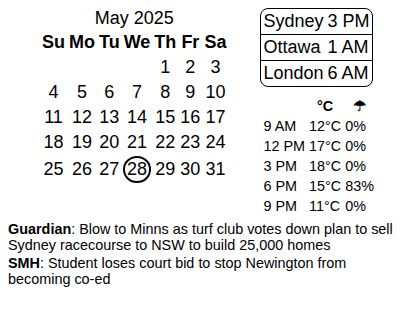 May 2025
Su Mo Tu We Th Fr Sa
1 2 3
4 5 6 7 8 9 10
11 12 13 14 15 16 17
18 19 20 21 22 23 24
25 26 27 28 29 30 31
Sydney 3 PM
Ottawa 1 AM
London 6 AM
°C ☂
9 AM 12°C 0%
12 PM 17°C 0%
3 PM 18°C 0%
6 PM 15°C 83%
9 PM 11°C 0%
Guardian: Blow to Minns as turf club votes down plan to sell
Sydney racecourse to NSW to build 25,000 homes
SMH: Student loses court bid to stop Newington from
becoming co-ed